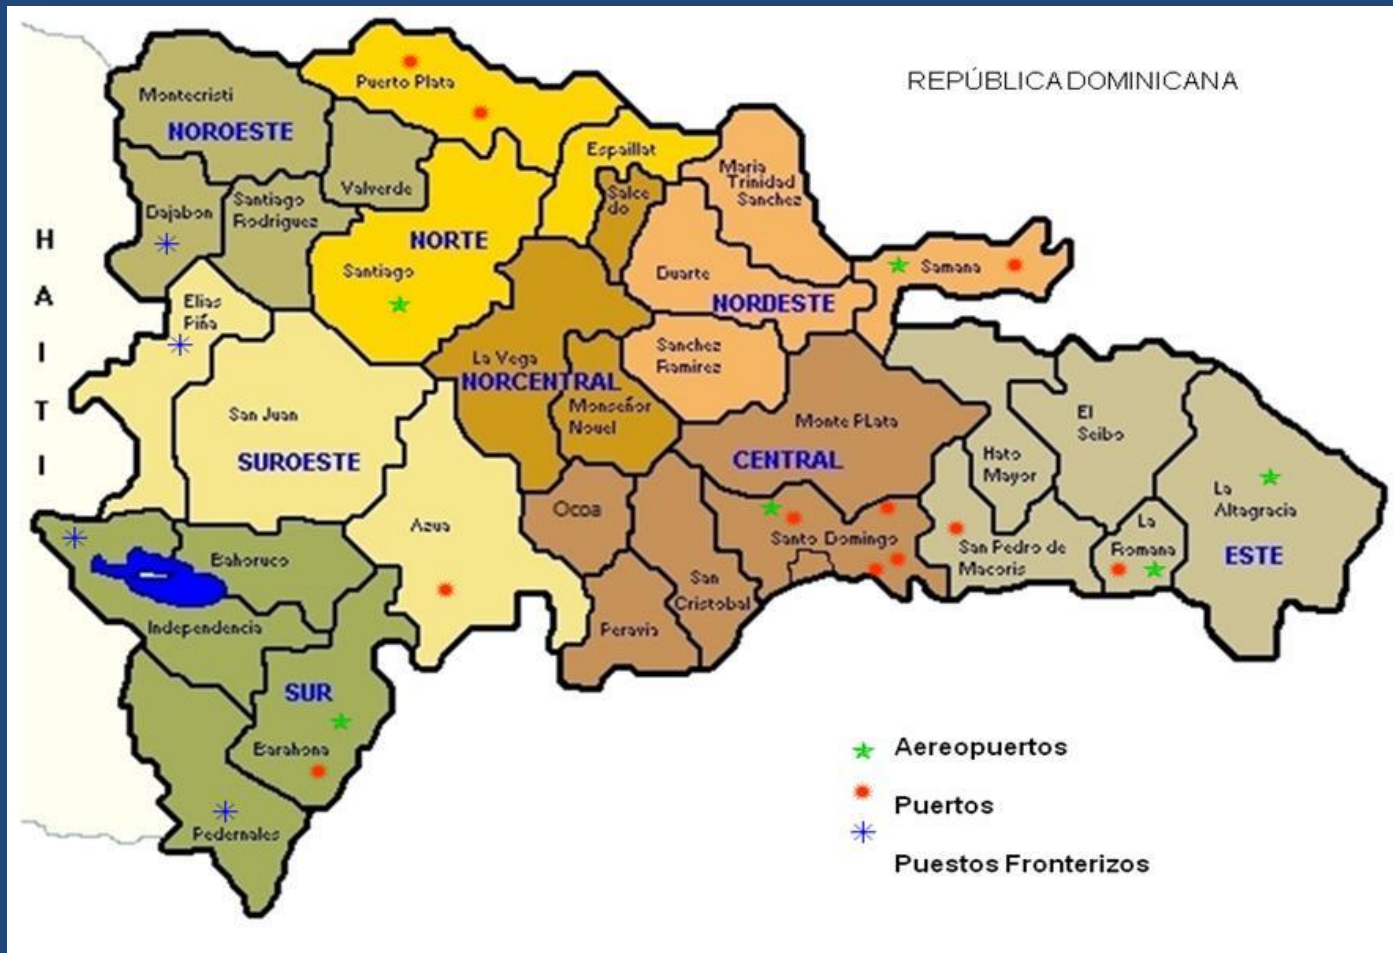 REPÚBLICA DOMINICANA
Puerto Plata
Montecristi
NOROESTE
Espaillat
Maria
Trinidad
Sanchez
Valverde
Santiago
Rodriguez
Salce
do
Dajabon
H
A
I
T
I
NORTE
Santiago
Duarte
NORDESTE
Samana
Elias
Piña
Sanchez
Ramirez
La Vega
NORCENTRAL
Monseñor
Nouel
San Juan
SUROESTE
Monte PLata
CENTRAL
El
Seibo
Hato
Mayor
La
Altagracia
ESTE
Azua
Ocoa
Santo Domingo
San Pedro de
Macoris
La
Romana
Bahoruco
San
Cristobal
Independencia
Peravia
SUR
Barahona
Pedernales
Aereopuertos
Puertos
Puestos Fronterizos